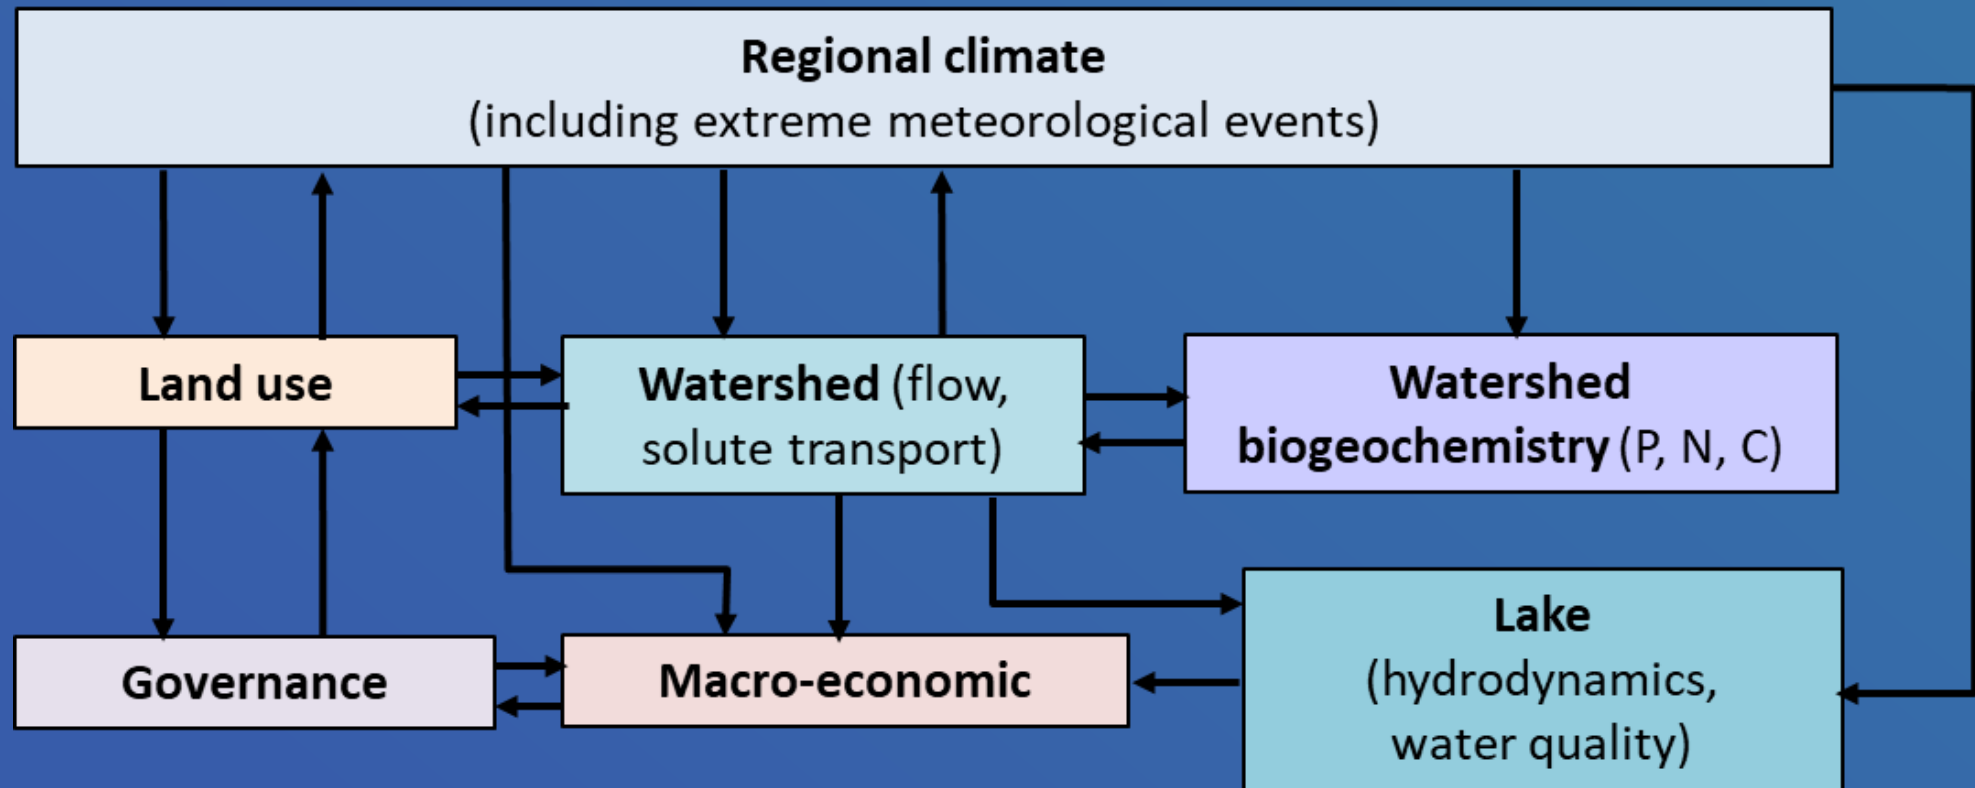 Regional climate
(including extreme meteorological events)
Land use
Watershed (flow,
solute transport)
Watershed
biogeochemistry (P, N, C)
Governance
Macro-economic
Lake
(hydrodynamics,
water quality)